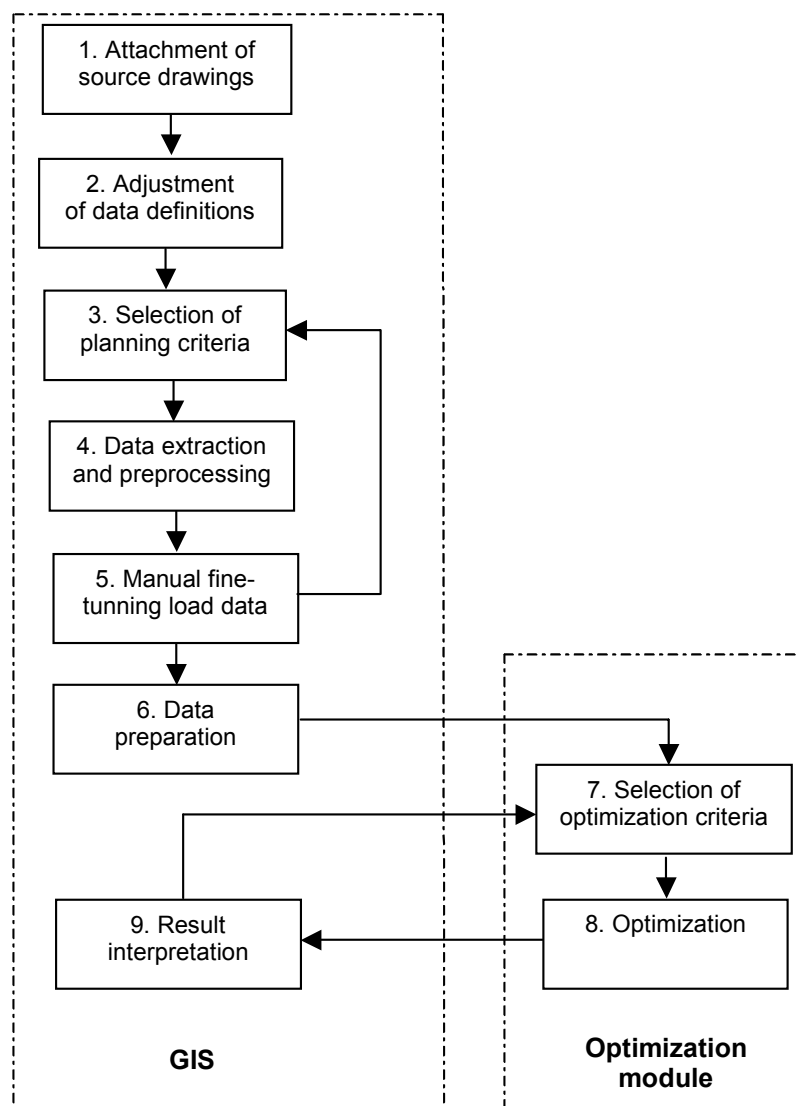 1. Attachment of
source drawings
2. Adjustment
of data definitions
3. Selection of
planning criteria
4. Data extraction
and preprocessing
5. Manual fine-
tunning load data
6. Data
preparation
7. Selection of
optimization criteria
8. Optimization
9. Result
interpretation
GIS
Optimization
module